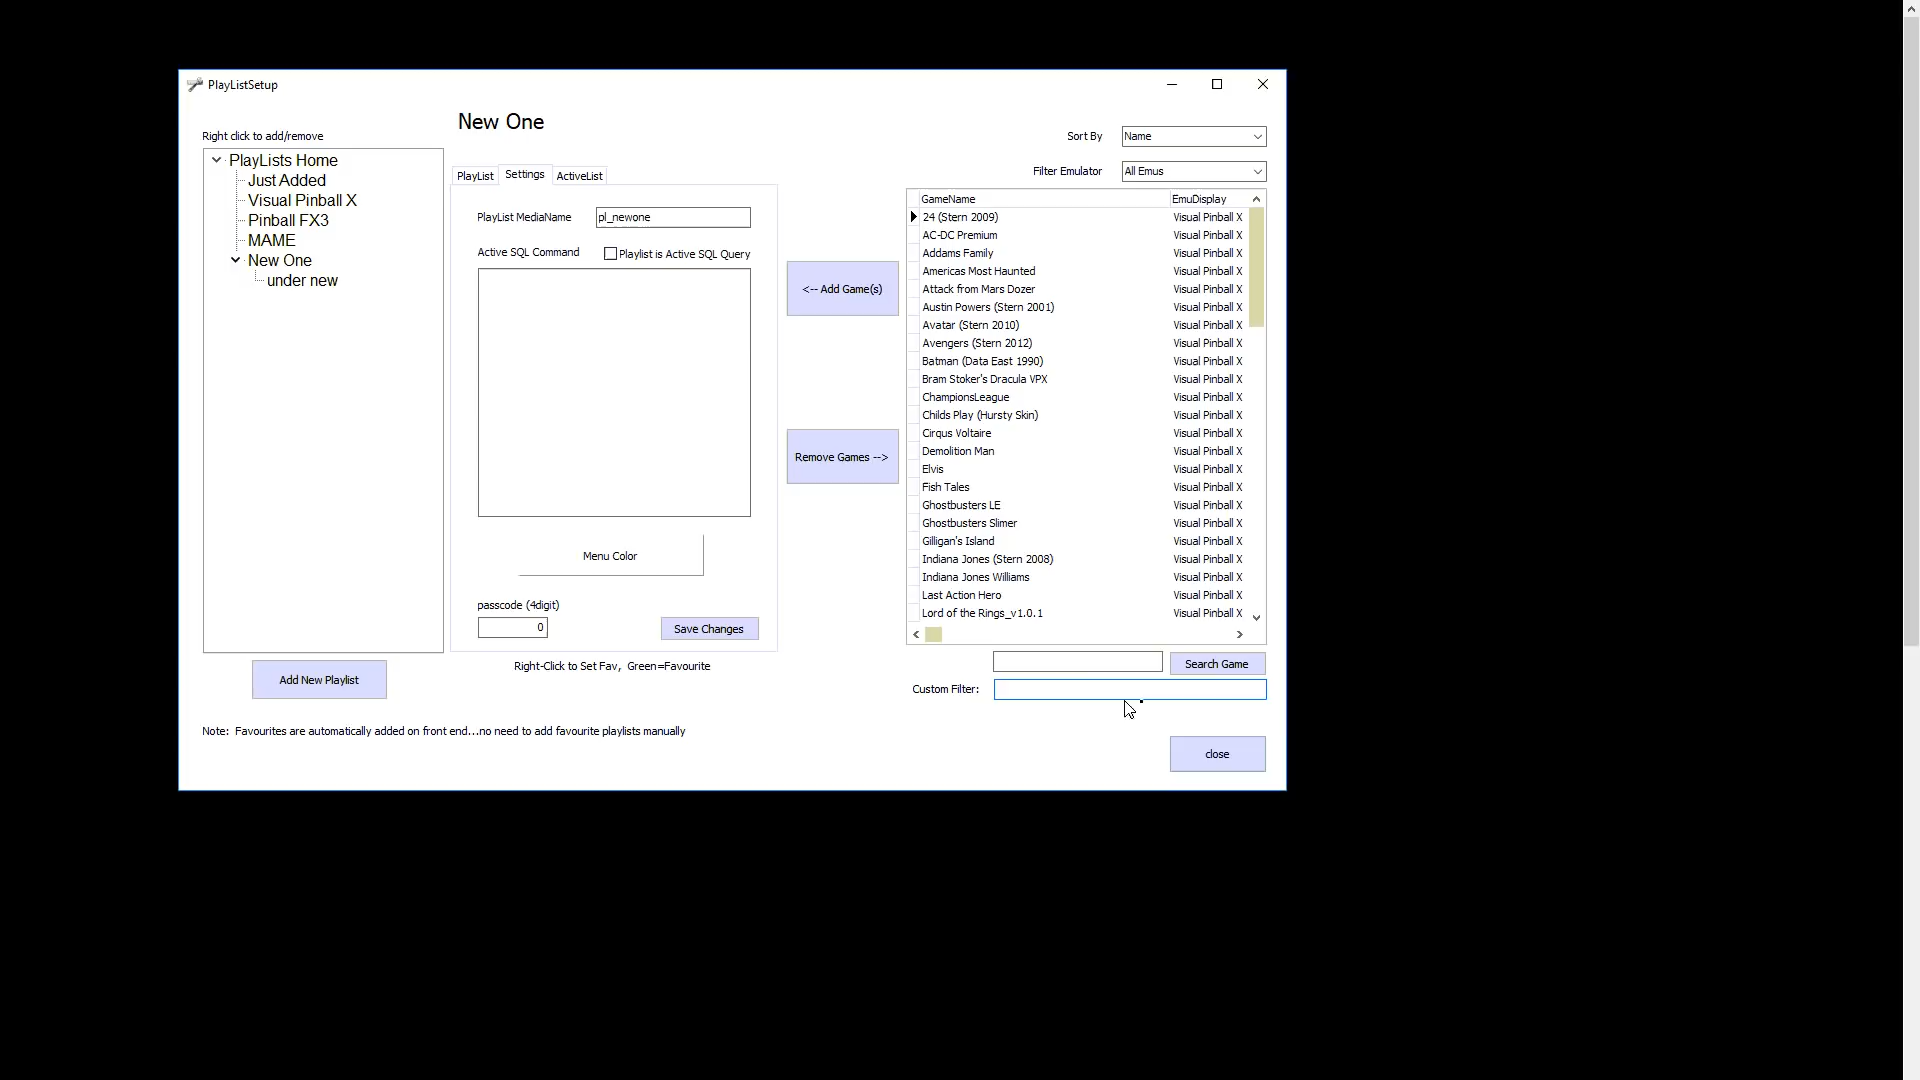 PlayListSetup
New One
Right click to add/remove
Sort By Name
PlayLists Home
Just Added
Visual Pinball X
Pinball FX3
MAME
New One
under new
Filter Emulator All Emus
PlayList Settings ActiveList
PlayList MediaName pl_newone
Active SQL Command Playlist is Active SQL Query
Menu Color
passcode (4digit)
0
Save Changes
Right-Click to Set Fav, Green=Favourite
<-- Add Game(s)
Remove Games -->
GameName EmuDisplay
24 (Stern 2009) Visual Pinball X
AC-DC Premium Visual Pinball X
Addams Family Visual Pinball X
Americas Most Haunted Visual Pinball X
Attack from Mars Dozer Visual Pinball X
Austin Powers (Stern 2001) Visual Pinball X
Avatar (Stern 2010) Visual Pinball X
Avengers (Stern 2012) Visual Pinball X
Batman (Data East 1990) Visual Pinball X
Bram Stoker's Dracula VPX Visual Pinball X
ChampionsLeague Visual Pinball X
Childs Play (Hursty Skin) Visual Pinball X
Cirqus Voltaire Visual Pinball X
Demolition Man Visual Pinball X
Elvis Visual Pinball X
Fish Tales Visual Pinball X
Ghostbusters LE Visual Pinball X
Ghostbusters Slimer Visual Pinball X
Gilligan's Island Visual Pinball X
Indiana Jones (Stern 2008) Visual Pinball X
Indiana Jones Williams Visual Pinball X
Last Action Hero Visual Pinball X
Lord of the Rings_v1.0.1 Visual Pinball X
Search Game
Custom Filter:
Add New Playlist
Note: Favourites are automatically added on front end...no need to add favourite playlists manually
close